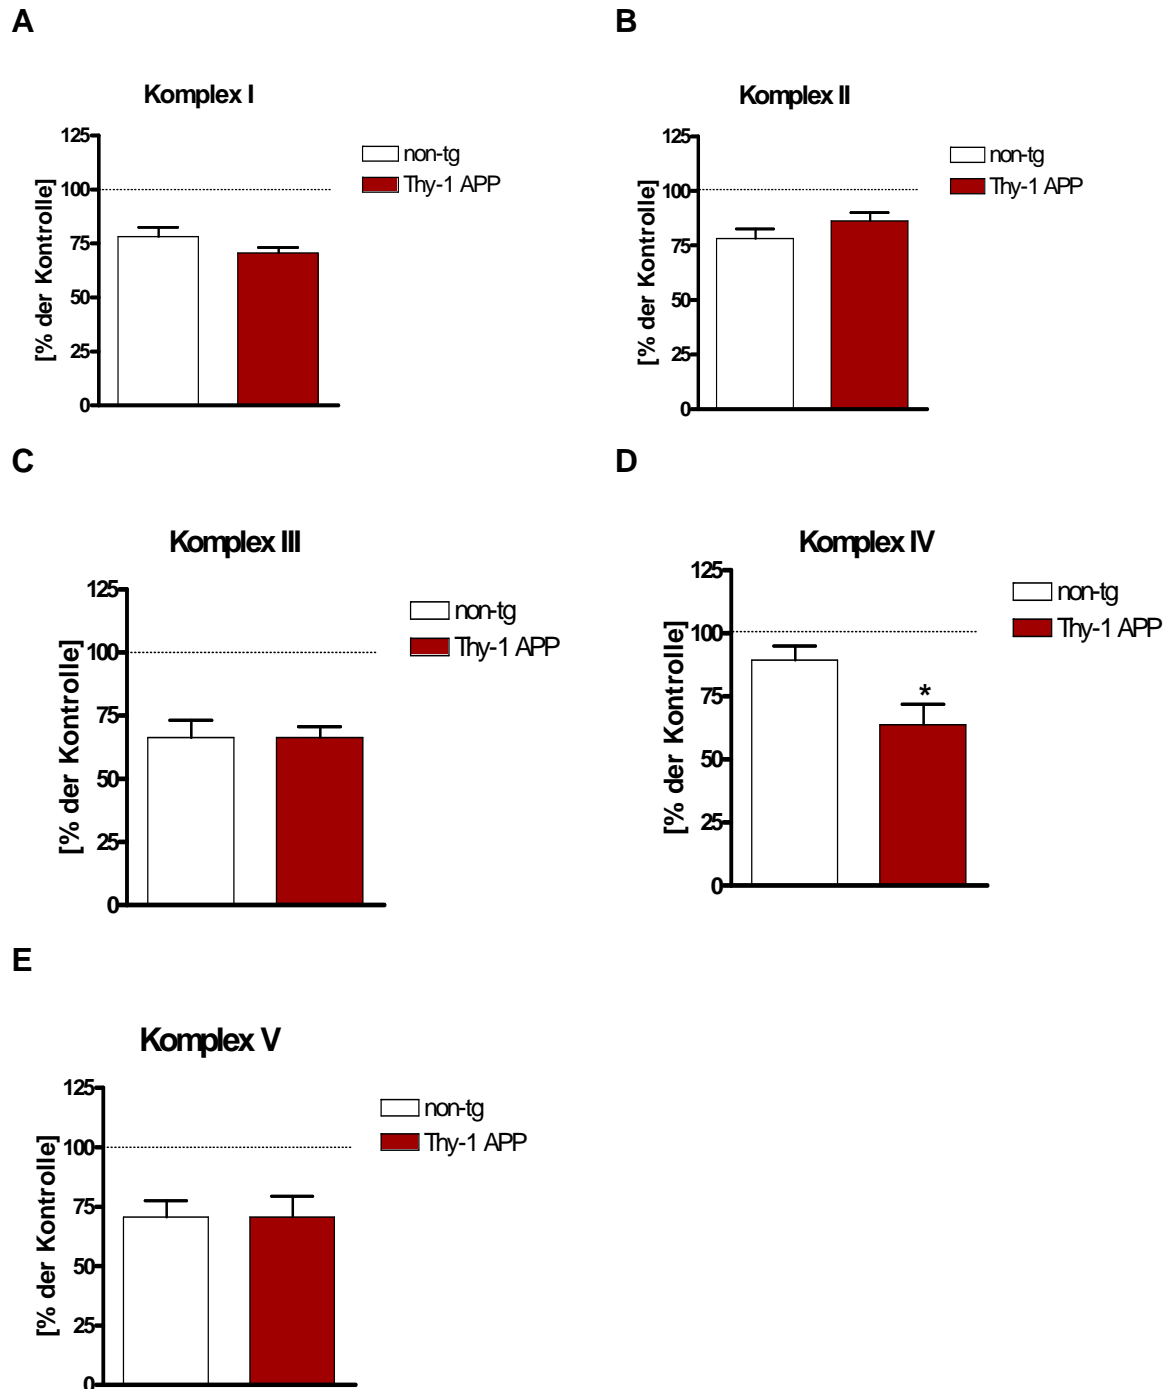 A
Komplex I
[% der Kontrolle]
125
100
75
50
25
0
non-tg
Thy-1 APP
B
Komplex II
[% der Kontrolle]
125
100
75
50
25
0
non-tg
Thy-1 APP
C
Komplex III
[% der Kontrolle]
125
100
75
50
25
0
non-tg
Thy-1 APP
D
Komplex IV
[% der Kontrolle]
125
100
75
50
25
0
*
non-tg
Thy-1 APP
E
Komplex V
[% der Kontrolle]
125
100
75
50
25
0
non-tg
Thy-1 APP